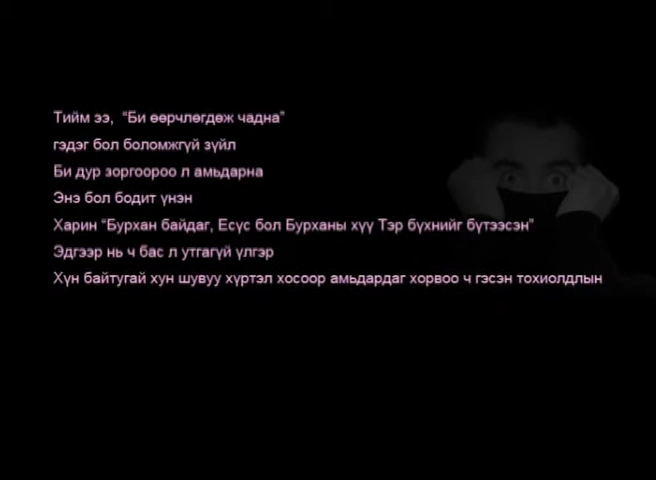 Тийм ээ, “Би өөрчлөгдөж чадна”
гэдэг бол боломжгүй зүйл
Би дур зоргоороо л амьдарна
Энэ бол бодит үнэн
Харин “Бурхан байдаг, Есүс бол Бурханы хүү Тэр бүхнийг бүтээсэн”
Эдгээр нь ч бас л утгагүй үлгэр
Хүн байтугай хун шувуу хүртэл хосоор амьдардаг хорвоо ч гэсэн тохиолдлын